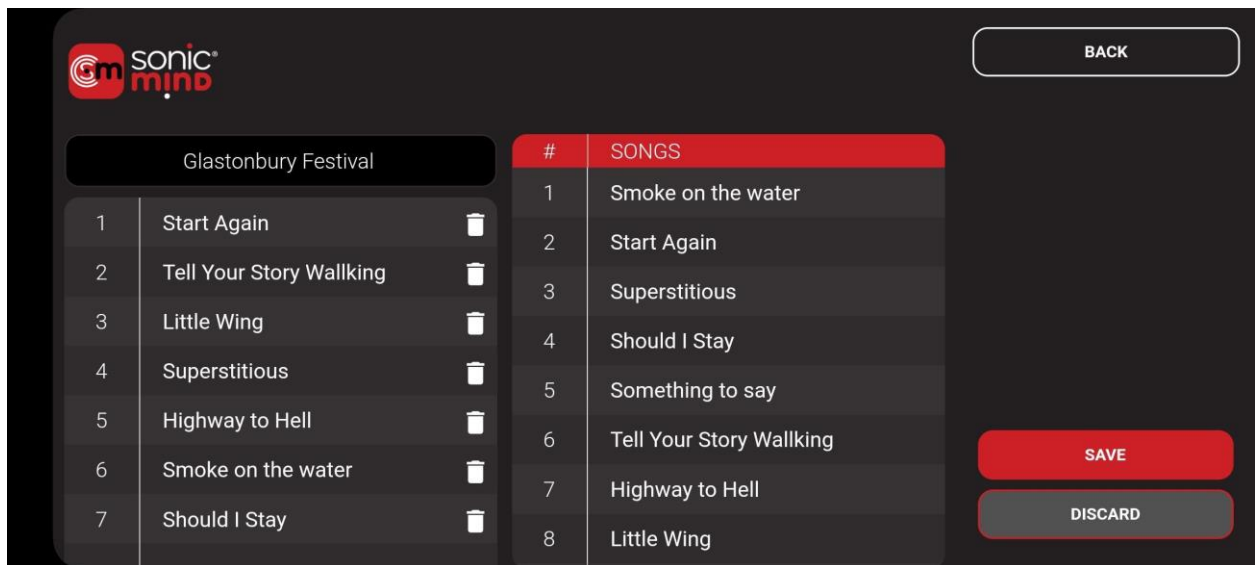 sonic®
mind
BACK
Glastonbury Festival
1 Start Again
2 Tell Your Story Wallking
3 Little Wing
4 Superstitious
5 Highway to Hell
6 Smoke on the water
7 Should I Stay
# SONGS
1 Smoke on the water
2 Start Again
3 Superstitious
4 Should I Stay
5 Something to say
6 Tell Your Story Wallking
7 Highway to Hell
8 Little Wing
SAVE
DISCARD